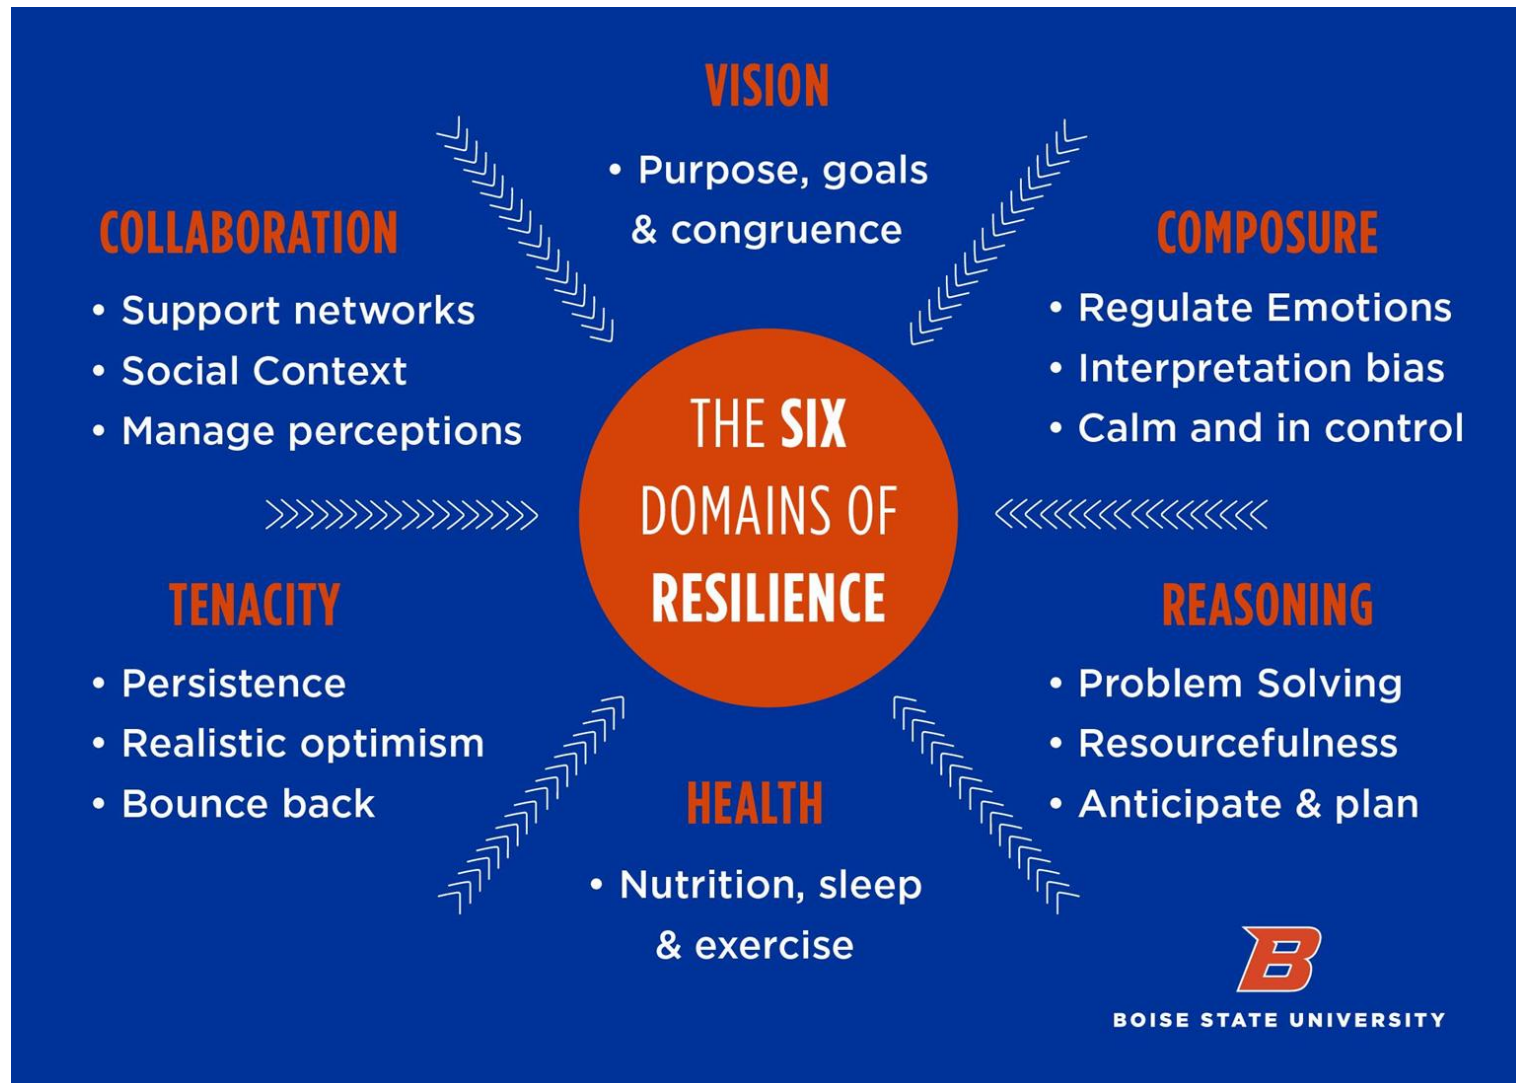 VISION
• Purpose, goals
& congruence
COLLABORATION
• Support networks
• Social Context
• Manage perceptions
COMPOSURE
• Regulate Emotions
• Interpretation bias
• Calm and in control
THE SIX
DOMAINS OF
RESILIENCE
TENACITY
• Persistence
• Realistic optimism
• Bounce back
REASONING
• Problem Solving
• Resourcefulness
• Anticipate & plan
HEALTH
• Nutrition, sleep
& exercise
B
BOISE STATE UNIVERSITY